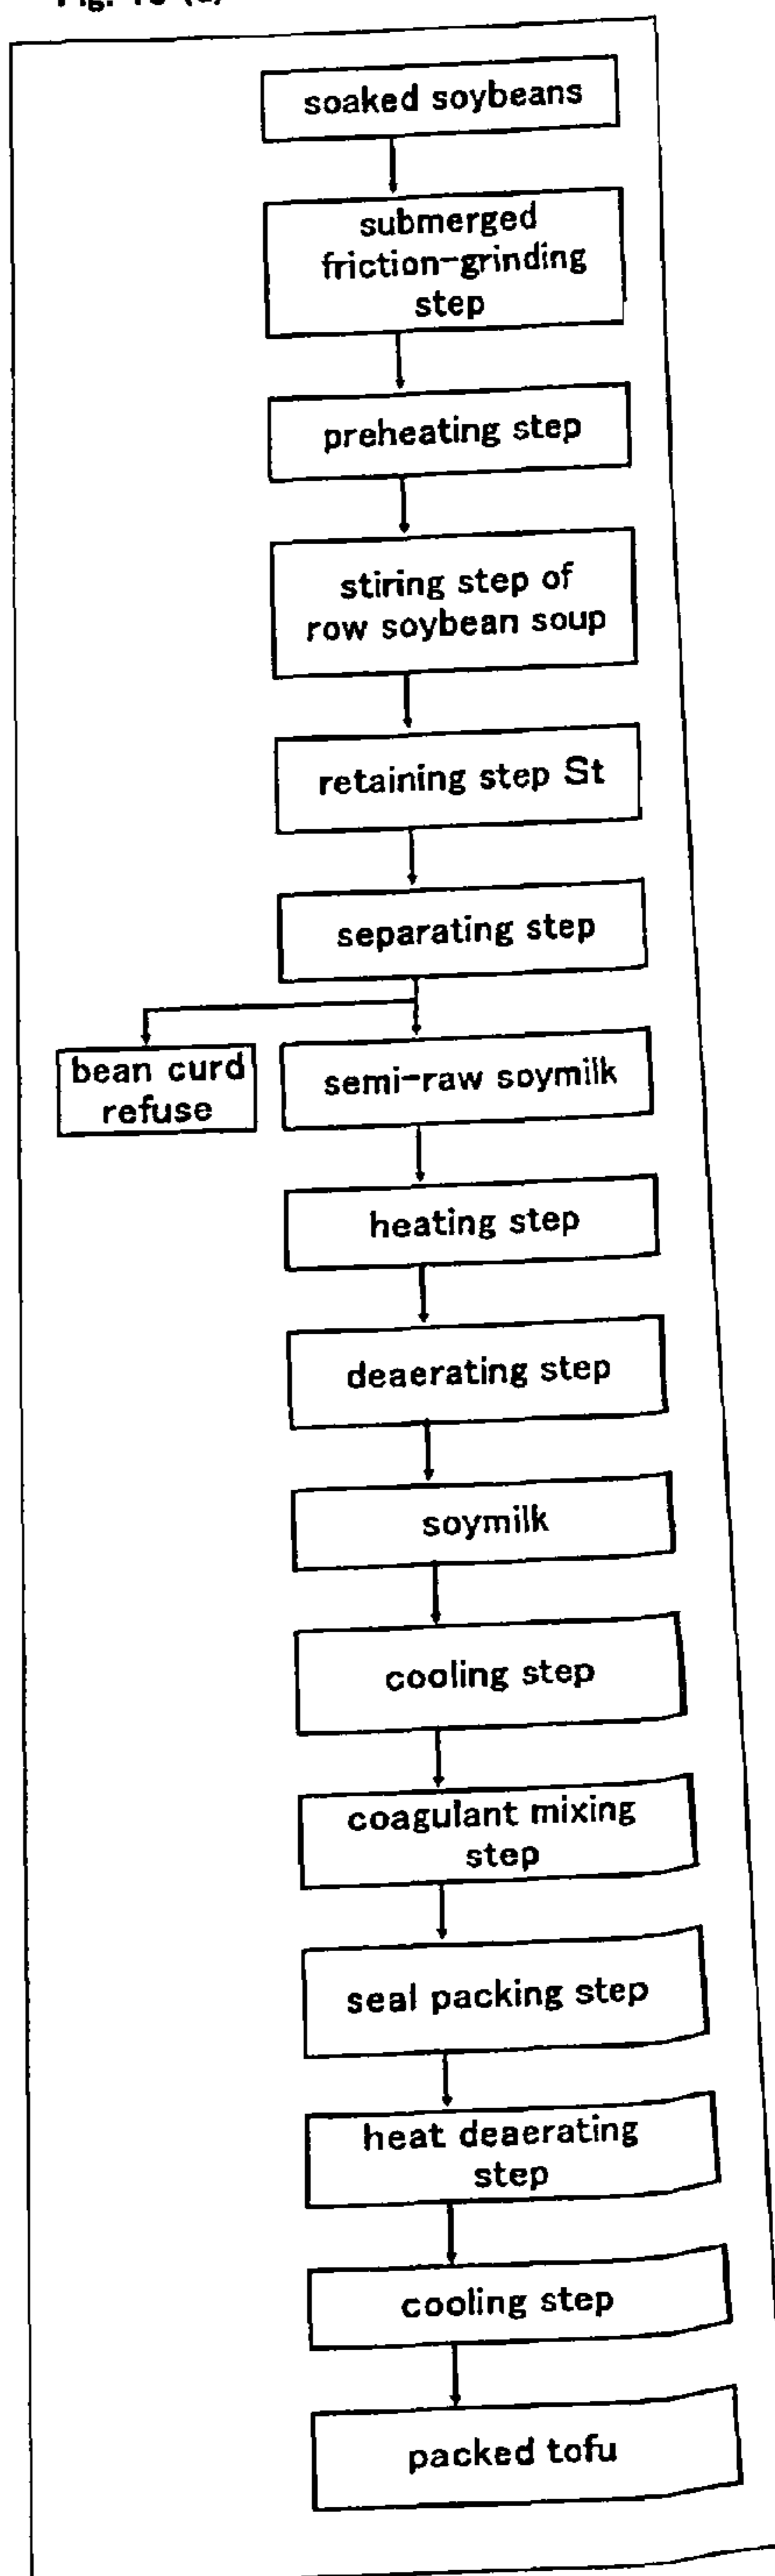 soaked soybeans
submerged
friction-grinding
step
preheating step
stiring step of
row soybean soup
retaining step St
separating step
bean curd
refuse
semi-raw soymilk
heating step
deaerating step
soymilk
cooling step
coagulant mixing
step
seal packing step
heat deaerating
step
cooling step
packed tofu